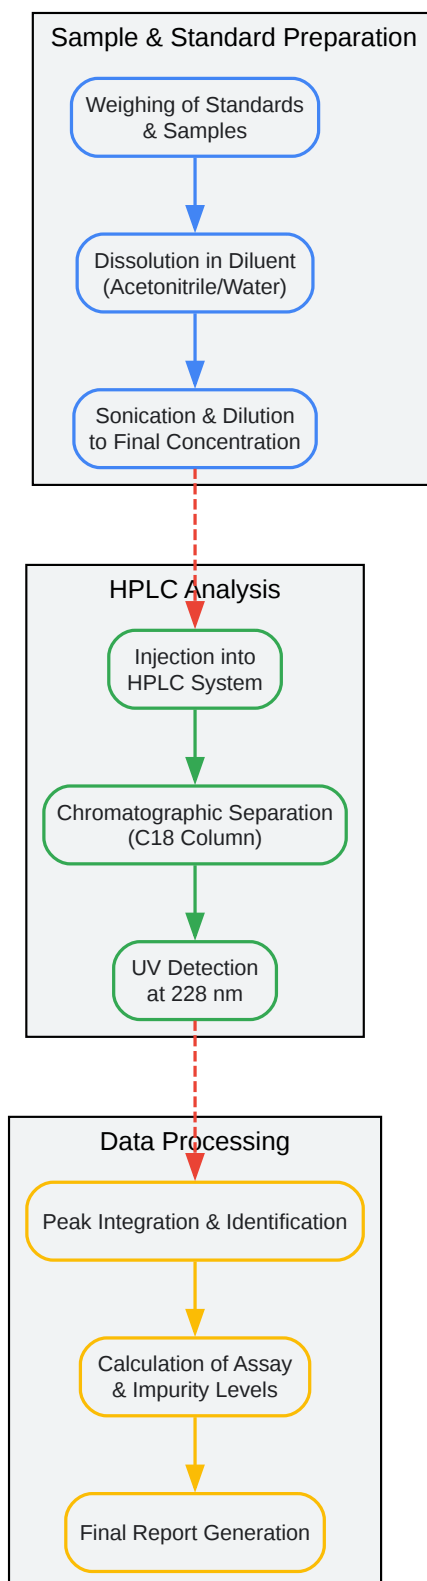 Sample & Standard Preparation
Weighing of Standards
& Samples
Dissolution in Diluent
(Acetonitrile/Water)
Sonication & Dilution
to Final Concentration
HPLC Analysis
Injection into
HPLC System
Chromatographic Separation
(C18 Column)
UV Detection
at 228 nm
Data Processing
Peak Integration & Identification
Calculation of Assay
& Impurity Levels
Final Report Generation